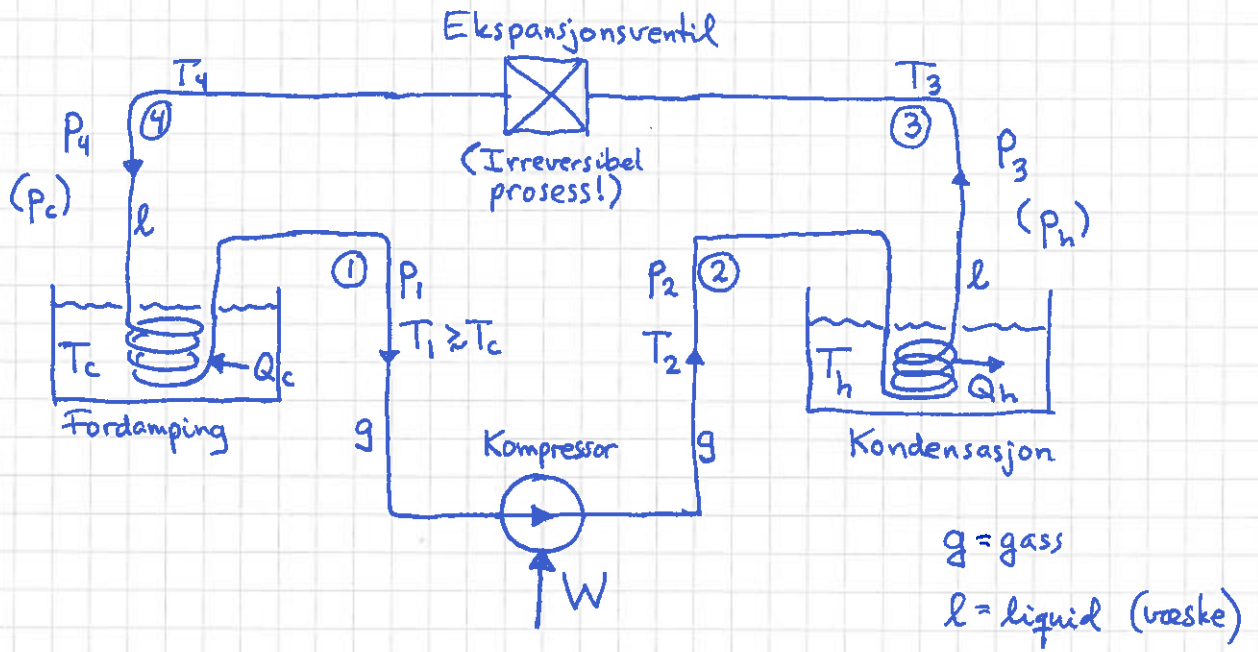 Ekspansjonsventil
T4
T3
④
③
P4
(Irreversibel
prosess!)
P3
(Pc)
(Ph)
l
①
P1
P2
②
l
T1 ≳ Tc
T2
Tc
Qc
Th
Qh
Fordamping
g
Kompressor
g
Kondensasjon
W
g = gass
l = liquid (væske)